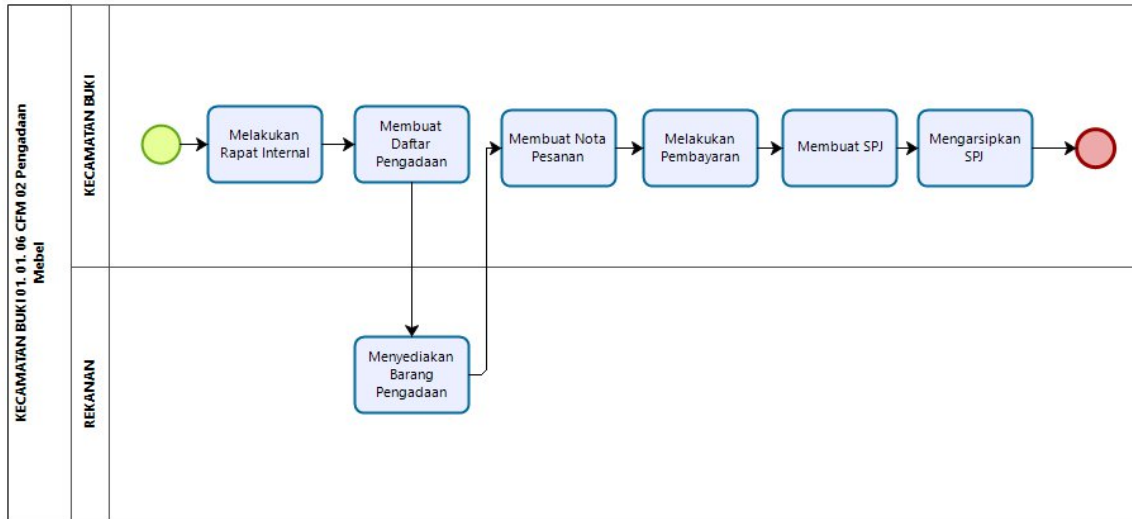 KECAMATAN BUKI 01. 01. 06 CFM 02 Pengadaan
Mebel
KECAMATAN BUKI
Melakukan
Rapat Internal
Membuat
Daftar
Pengadaan
Membuat Nota
Pesanan
Melakukan
Pembayaran
Membuat SPJ
Mengarsipkan
SPJ
REKANAN
Menyediakan
Barang
Pengadaan